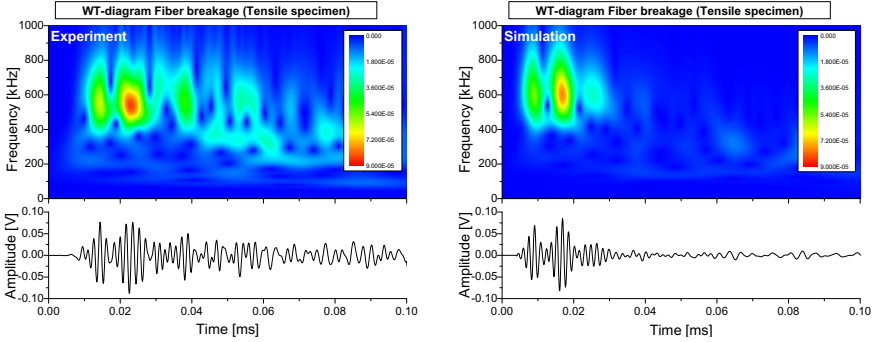 WT-diagram Fiber breakage (Tensile specimen)
Experiment
Frequency [kHz]
1000
800
600
400
200
0
0.000
1.800E-05
3.600E-05
5.400E-05
7.200E-05
9.000E-05
Amplitude [V]
0.10
0.05
0.00
-0.05
-0.10
0.00 0.02 0.04 0.06 0.08 0.10
Time [ms]
WT-diagram Fiber breakage (Tensile specimen)
Simulation
Frequency [kHz]
1000
800
600
400
200
0
0.000
1.800E-05
3.600E-05
5.400E-05
7.200E-05
9.000E-05
Amplitude [V]
0.10
0.05
0.00
-0.05
-0.10
0.00 0.02 0.04 0.06 0.08 0.10
Time [ms]